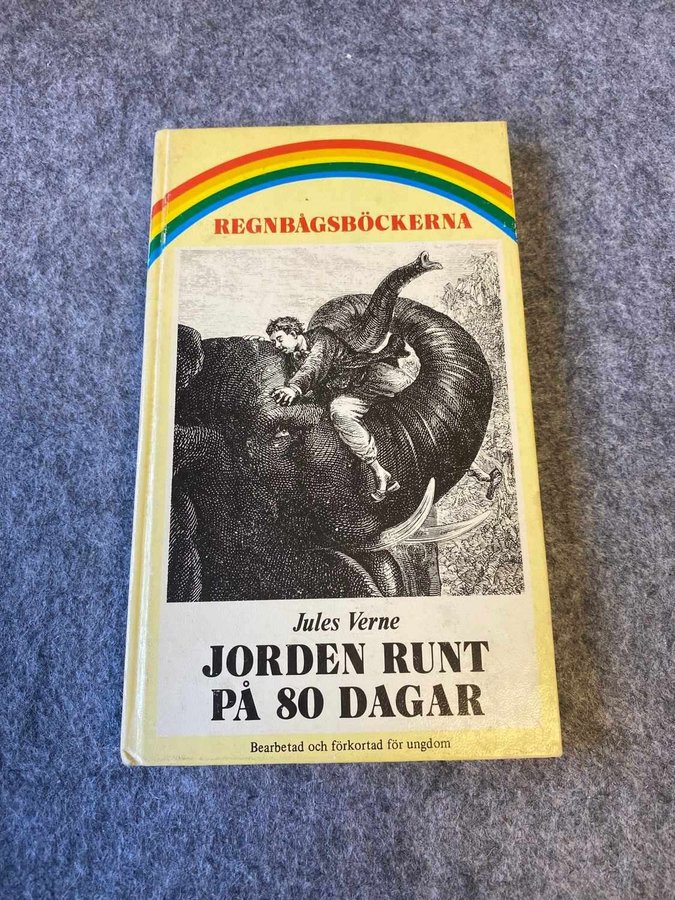 REGNBÅGSBÖCKERNA
Jules Verne
JORDEN RUNT
PÅ 80 DAGAR
Bearbetad och förkortad för ungdom